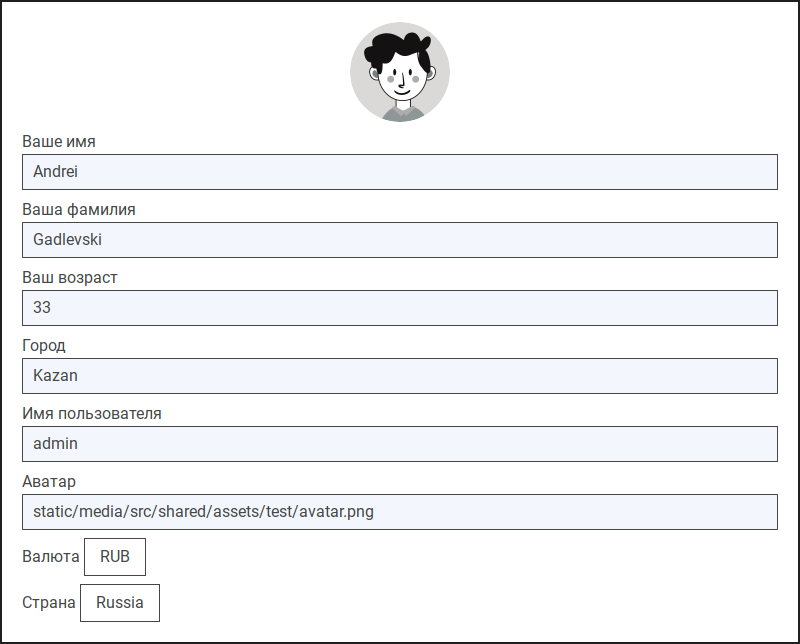 Ваше имя
Andrei
Ваша фамилия
Gadlevski
Ваш возраст
33
Город
Kazan
Имя пользователя
admin
Аватар
static/media/src/shared/assets/test/avatar.png
Валюта RUB
Страна Russia